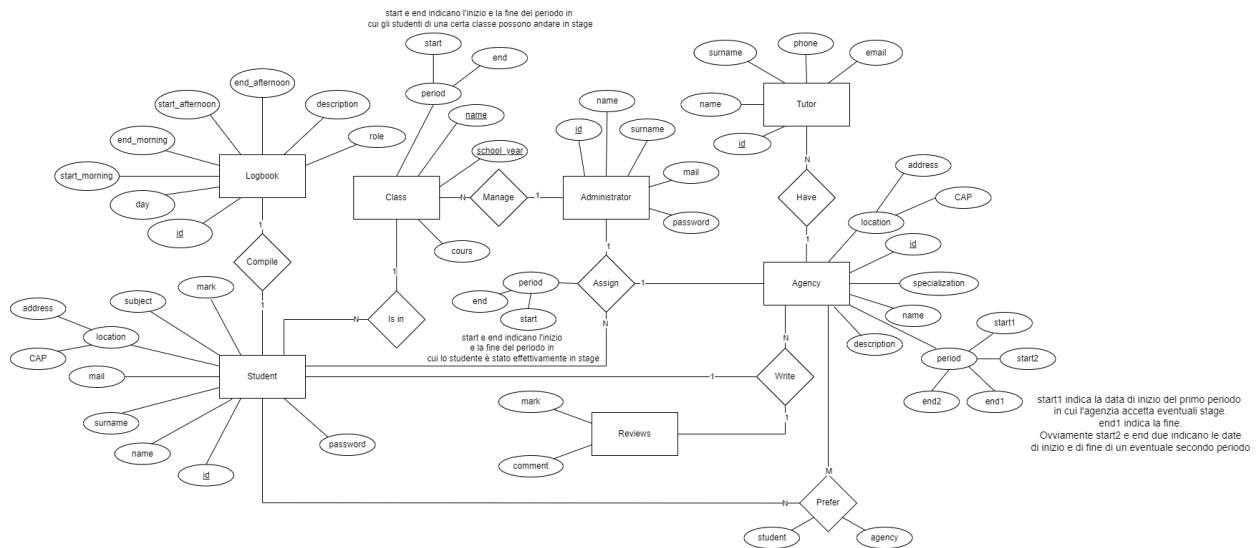 start e end indicano l'inizio e la fine del periodo in
cui gli studenti di una certa classe possono andare in stage
start
end
period
name
school_year
Class
cours
end_afternoon
start_afternoon
description
end_morning
role
start_morning
Logbook
day
id
1
Compile
1
N
Manage
1
name
id
surname
Administrator
mail
password
phone
surname
email
name
Tutor
id
N
Have
1
address
CAP
location
id
Agency
specialization
name
description
start1
period
start2
end2
end1
start1 indica la data di inizio del primo periodo
in cui l'agenzia accetta eventuali stage.
end1 indica la fine.
Ovviamente start2 e end due indicano le date
di inizio e di fine di un eventuale secondo periodo
1
Assign
1
N
period
end
start
start e end indicano l'inizio
e la fine del periodo in
cui lo studente è stato effettivamente in stage
1
Is in
N
mark
subject
address
location
CAP
Student
mail
surname
name
id
password
N
1
Write
1
mark
Reviews
comment
M
N
Prefer
student
agency